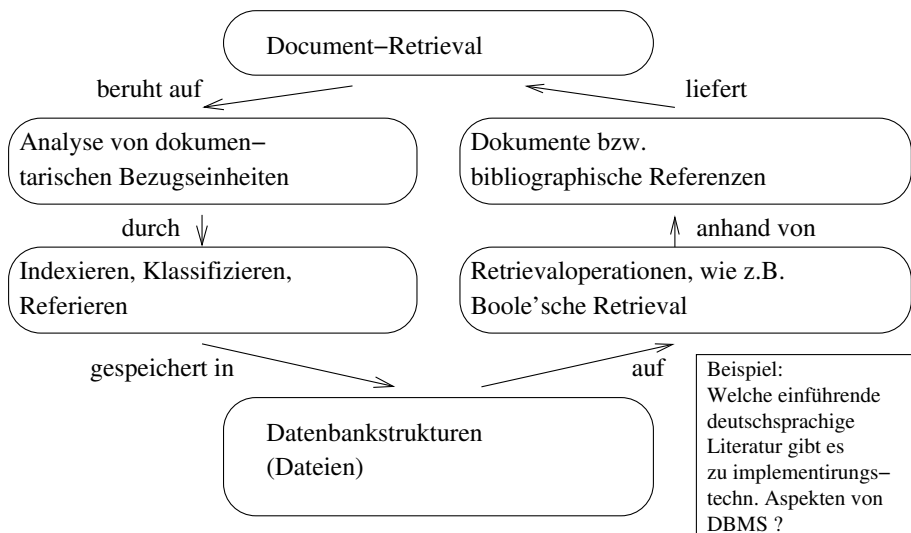 Document−Retrieval
beruht auf
liefert
Analyse von dokumen−
tarischen Bezugseinheiten
Dokumente bzw.
bibliographische Referenzen
durch
anhand von
Indexieren, Klassifizieren,
Referieren
Retrievaloperationen, wie z.B.
Boole'sche Retrieval
gespeichert in
auf
Datenbankstrukturen
(Dateien)
Beispiel:
Welche einführende
deutschsprachige
Literatur gibt es
zu implementirungs−
techn. Aspekten von
DBMS ?